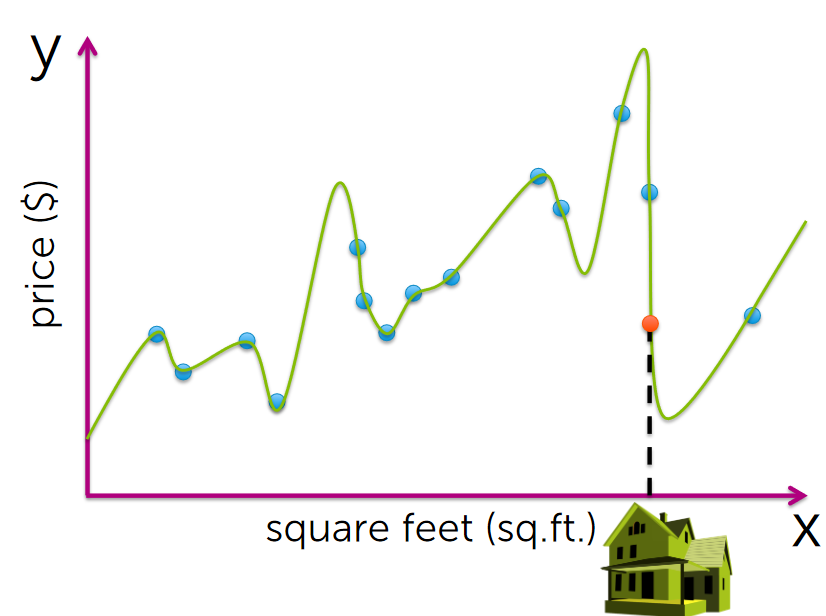 y
price ($)
square feet (sq.ft.)
x